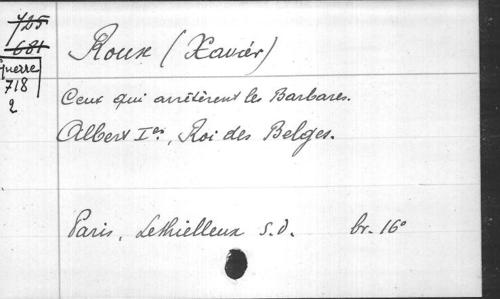 725
681
Guerre
718
2
Roux (Xavier)
Ceux qui arrêtèrent les Barbares.
Albert Ier, Roi des Belges.
Paris, Lethielleux s.d. br. 16°